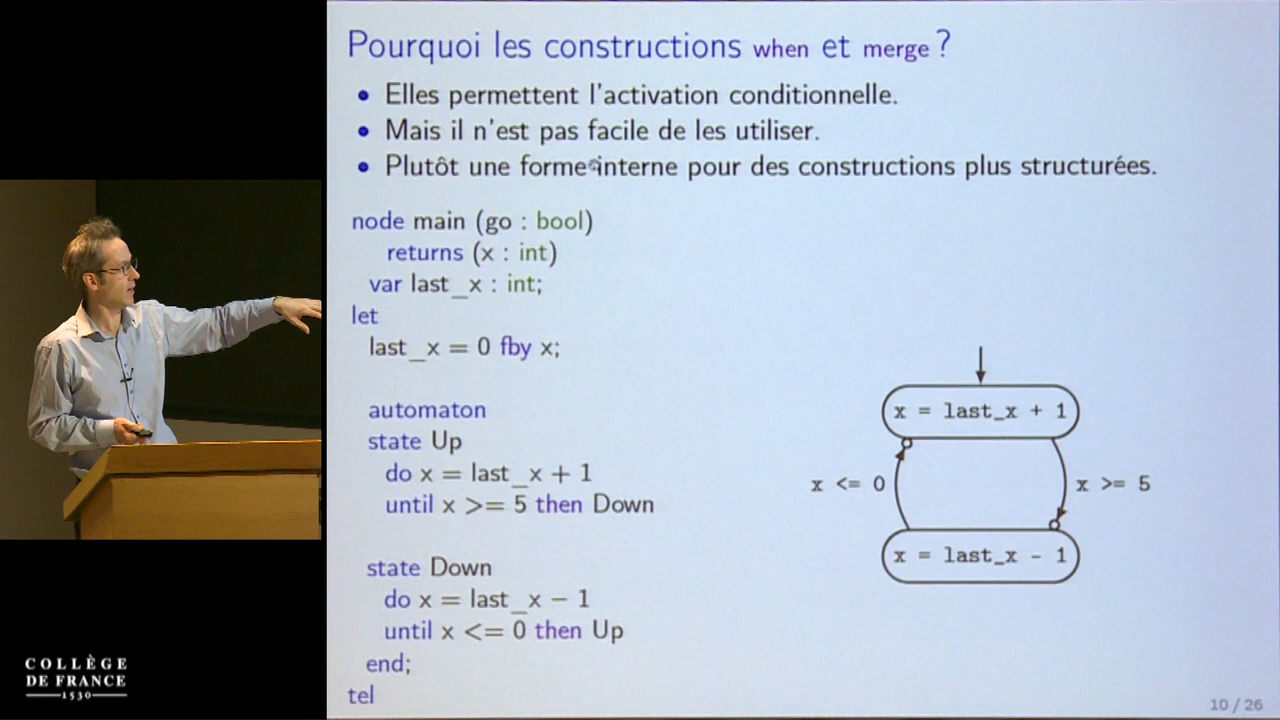 Pourquoi les constructions when et merge ?
• Elles permettent l'activation conditionnelle.
• Mais il n'est pas facile de les utiliser.
• Plutôt une forme interne pour des constructions plus structurées.
node main (go : bool)
returns (x : int)
var last_x : int;
let
last_x = 0 fby x;
automaton
state Up
do x = last_x + 1
until x >= 5 then Down
state Down
do x = last_x − 1
until x <= 0 then Up
end;
tel
x = last_x + 1
x <= 0
x >= 5
x = last_x - 1
COLLÈGE
DE FRANCE
1530
10 / 26